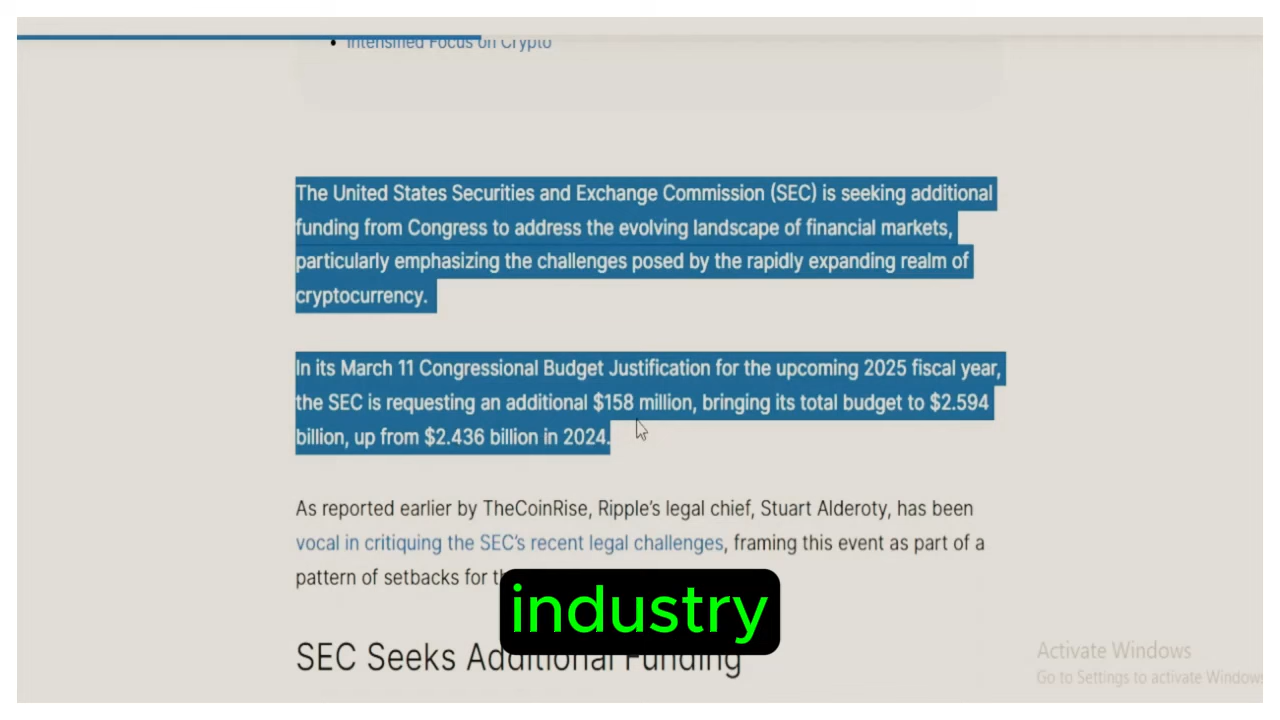 Intensified Focus on Crypto
The United States Securities and Exchange Commission (SEC) is seeking additional
funding from Congress to address the evolving landscape of financial markets,
particularly emphasizing the challenges posed by the rapidly expanding realm of
cryptocurrency.
In its March 11 Congressional Budget Justification for the upcoming 2025 fiscal year,
the SEC is requesting an additional $158 million, bringing its total budget to $2.594
billion, up from $2.436 billion in 2024.
As reported earlier by TheCoinRise, Ripple's legal chief, Stuart Alderoty, has been
vocal in critiquing the SEC's recent legal challenges, framing this event as part of a
pattern of setbacks for
industry
SEC Seeks Additional Funding
Activate Windows
Go to Settings to activate Windows